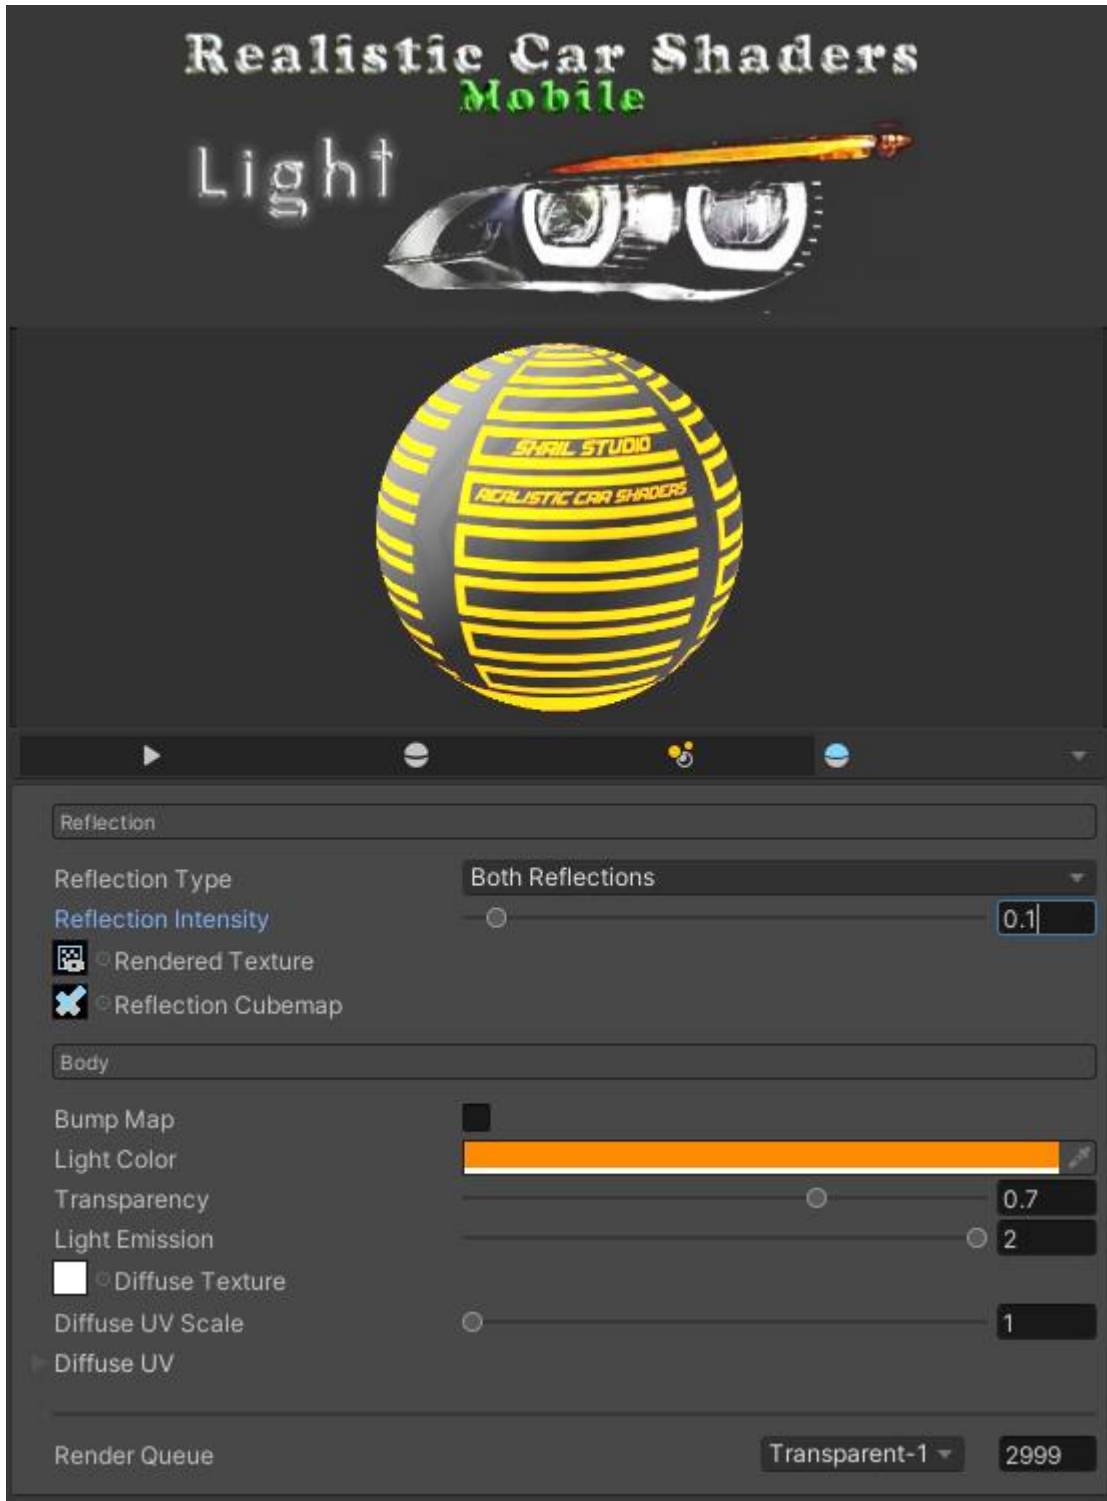 Realistic Car Shaders
Mobile
Light
SHAIL STUDIO
REALISTIC CAR SHADERS
Reflection
Reflection Type Both Reflections
Reflection Intensity 0.1
Rendered Texture
Reflection Cubemap
Body
Bump Map
Light Color
Transparency 0.7
Light Emission 2
Diffuse Texture
Diffuse UV Scale 1
Diffuse UV
Render Queue Transparent-1 2999